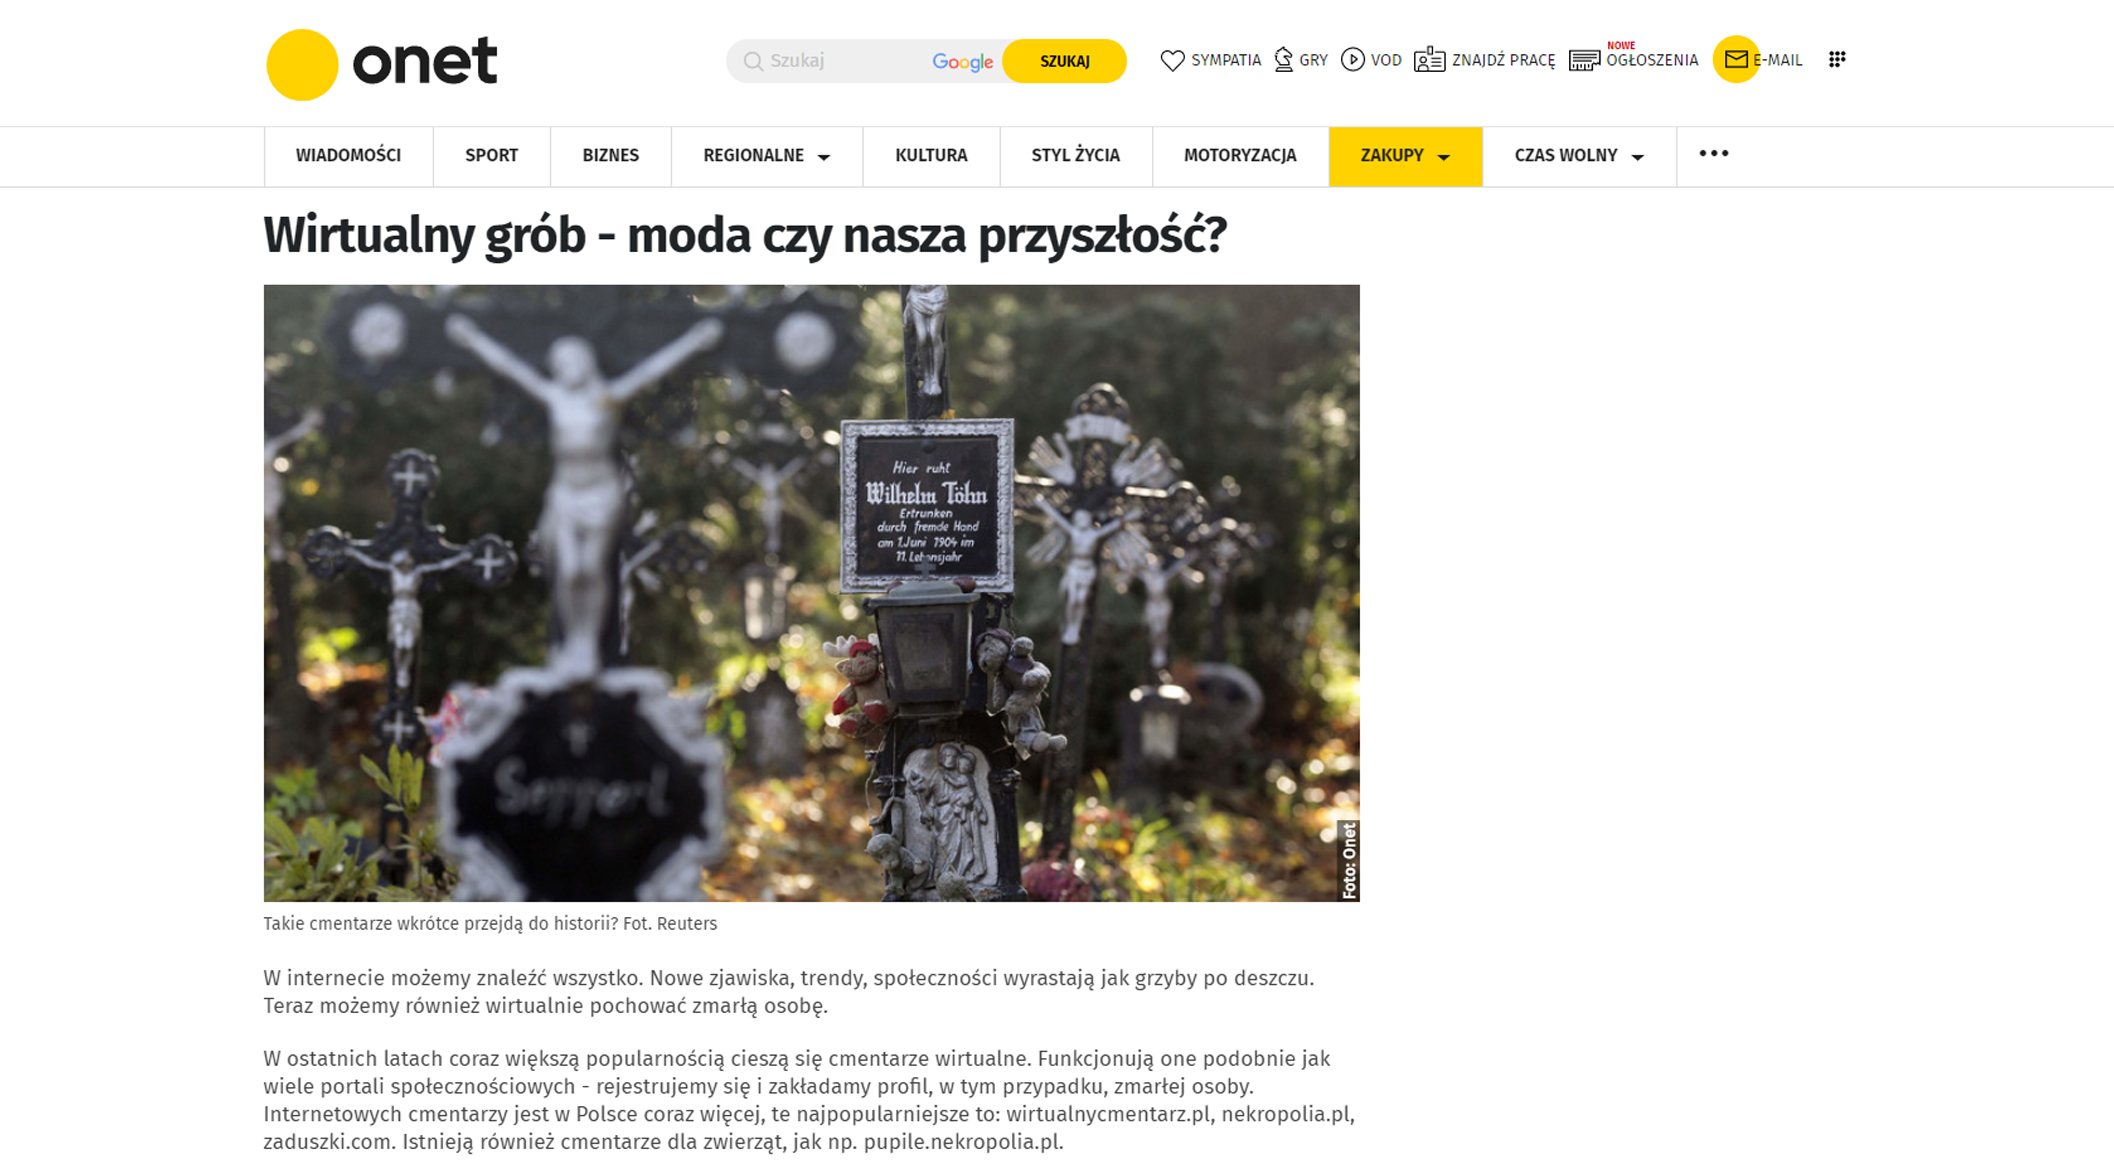 onet
Szukaj
Google
SZUKAJ
SYMPATIA
GRY
VOD
ZNAJDŹ PRACĘ
NOWE
OGŁOSZENIA
E-MAIL
WIADOMOŚCI
SPORT
BIZNES
REGIONALNE
KULTURA
STYL ŻYCIA
MOTORYZACJA
ZAKUPY
CZAS WOLNY
Wirtualny grób - moda czy nasza przyszłość?
Hier ruht
Wilhelm Töhn
Ertrunken
durch fremde Hand
am 1.Juni 1904 im
11. Lebensjahr
Sepperl
Foto: Onet
Takie cmentarze wkrótce przejdą do historii? Fot. Reuters
W internecie możemy znaleźć wszystko. Nowe zjawiska, trendy, społeczności wyrastają jak grzyby po deszczu.
Teraz możemy również wirtualnie pochować zmarłą osobę.
W ostatnich latach coraz większą popularnością cieszą się cmentarze wirtualne. Funkcjonują one podobnie jak
wiele portali społecznościowych - rejestrujemy się i zakładamy profil, w tym przypadku, zmarłej osoby.
Internetowych cmentarzy jest w Polsce coraz więcej, te najpopularniejsze to: wirtualnycmentarz.pl, nekropolia.pl,
zaduszki.com. Istnieją również cmentarze dla zwierząt, jak np. pupile.nekropolia.pl.